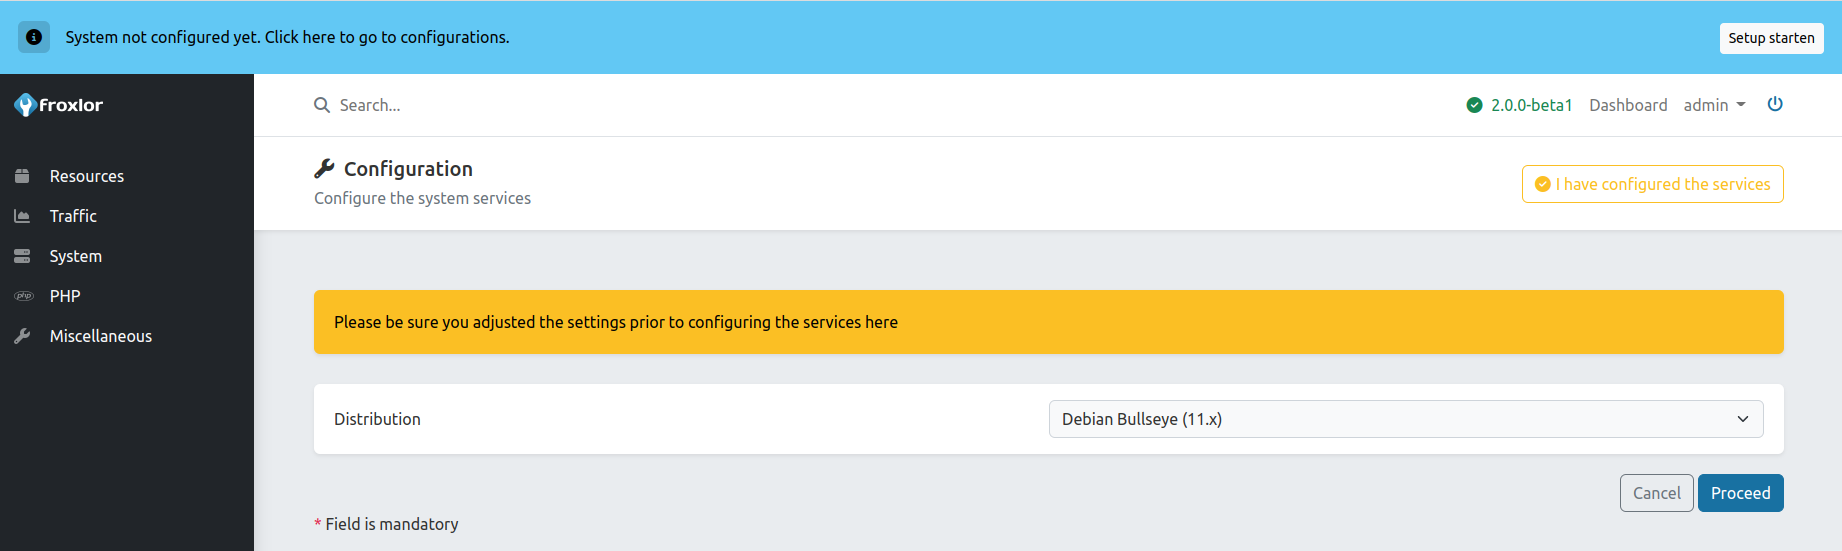 System not configured yet. Click here to go to configurations.
Setup starten
froxlor
Search...
2.0.0-beta1
Dashboard
admin
Configuration
Configure the system services
I have configured the services
Resources
Traffic
System
php
PHP
Miscellaneous
Please be sure you adjusted the settings prior to configuring the services here
Distribution
Debian Bullseye (11.x)
Cancel
Proceed
* Field is mandatory